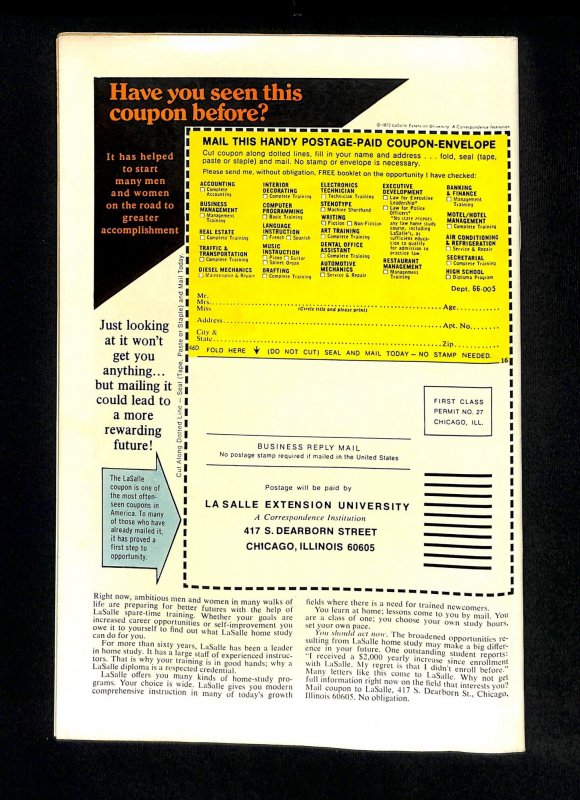 Have you seen this
coupon before?
© 1972 LaSalle Extension University, A Correspondence Institution
It has helped
to start
many men
and women
on the road to
greater
accomplishment
MAIL THIS HANDY POSTAGE-PAID COUPON-ENVELOPE
Cut coupon along dotted lines, fill in your name and address . . . fold, seal (tape,
paste or staple) and mail. No stamp or envelope is necessary.
Please send me, without obligation, FREE booklet on the opportunity I have checked:
ACCOUNTING
Complete
Accounting
BUSINESS
MANAGEMENT
Management
Training
REAL ESTATE
Complete Training
TRAFFIC &
TRANSPORTATION
Complete Training
DIESEL MECHANICS
Maintenance & Repair
INTERIOR
DECORATING
Complete Training
COMPUTER
PROGRAMMING
Basic Training
LANGUAGE
INSTRUCTION
French Spanish
MUSIC
INSTRUCTION
Piano Guitar
Spinet Organ
DRAFTING
Complete Training
ELECTRONICS
TECHNICIAN
Technician Training
STENOTYPE
Machine Shorthand
WRITING
Fiction Non-Fiction
ART TRAINING
Complete Training
DENTAL OFFICE
ASSISTANT
Complete Training
AUTOMOTIVE
MECHANICS
Service & Repair
EXECUTIVE
DEVELOPMENT
Law for Executive
Leadership*
Law for Police
Officers*
*No state accepts
any law home study
course, including
LaSalle's, as
sufficient educa-
tion to qualify
for admission to
practice law
RESTAURANT
MANAGEMENT
Management
Training
BANKING
& FINANCE
Management
Training
MOTEL/HOTEL
MANAGEMENT
Complete Training
AIR CONDITIONING
& REFRIGERATION
Service & Repair
SECRETARIAL
Complete Training
HIGH SCHOOL
Diploma Program
Dept. 66-005
Mr.
Mrs.
Miss Age
(Circle title and please print)
Address Apt. No.
City &
State Zip
46D FOLD HERE (DO NOT CUT) SEAL AND MAIL TODAY – NO STAMP NEEDED. 16
Cut Along Dotted Line – Seal (Tape, Paste or Staple) and Mail Today.
Just looking
at it won't
get you
anything...
but mailing it
could lead to
a more
rewarding
future!
The LaSalle
coupon is one of
the most often-
seen coupons in
America. To many
of those who have
already mailed it,
it has proved a
first step to
opportunity.
FIRST CLASS
PERMIT NO. 27
CHICAGO, ILL.
BUSINESS REPLY MAIL
No postage stamp required if mailed in the United States
Postage will be paid by
LA SALLE EXTENSION UNIVERSITY
A Correspondence Institution
417 S. DEARBORN STREET
CHICAGO, ILLINOIS 60605
Right now, ambitious men and women in many walks of
life are preparing for better futures with the help of
LaSalle spare-time training. Whether your goals are
increased career opportunities or self-improvement you
owe it to yourself to find out what LaSalle home study
can do for you.
For more than sixty years, LaSalle has been a leader
in home study. It has a large staff of experienced instruc-
tors. That is why your training is in good hands; why a
LaSalle diploma is a respected credential.
LaSalle offers you many kinds of home-study pro-
grams. Your choice is wide. LaSalle gives you modern
comprehensive instruction in many of today's growth
fields where there is a need for trained newcomers.
You learn at home; lessons come to you by mail. You
are a class of one; you choose your own study hours,
set your own pace.
You should act now. The broadened opportunities re-
sulting from LaSalle home study may make a big differ-
ence in your future. One outstanding student reports:
"I received a $2,000 yearly increase since enrollment
with LaSalle. My regret is that I didn't enroll before."
Many letters like this come to LaSalle. Why not get
full information right now on the field that interests you?
Mail coupon to LaSalle, 417 S. Dearborn St., Chicago,
Illinois 60605. No obligation.